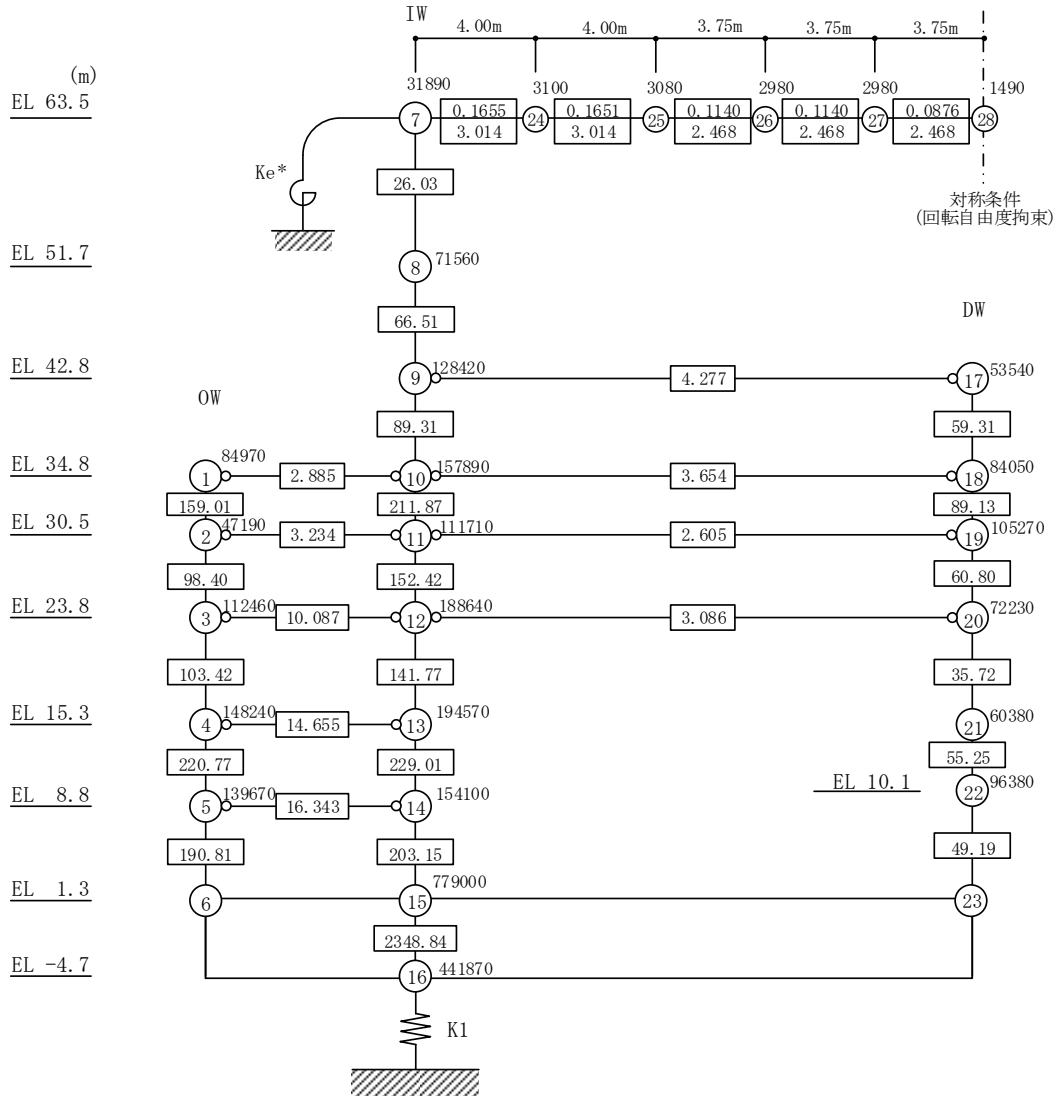 IW
4.00m 4.00m 3.75m 3.75m 3.75m
(m)
31890 3100 3080 2980 2980 1490
EL 63.5
7 0.1655 24 0.1651 25 0.1140 26 0.1140 27 0.0876 28
3.014 3.014 2.468 2.468 2.468
Ke*
26.03
対称条件
(回転自由度拘束)
EL 51.7
8 71560
66.51
DW
EL 42.8
9 128420 4.277 17 53540
OW
89.31 59.31
EL 34.8
1 84970 2.885 10 157890 3.654 18 84050
159.01 211.87 89.13
EL 30.5
2 47190 3.234 11 111710 2.605 19 105270
98.40 152.42 60.80
EL 23.8
3 112460 10.087 12 188640 3.086 20 72230
103.42 141.77 35.72
EL 15.3
4 148240 14.655 13 194570 21 60380
220.77 229.01 55.25
EL 8.8
5 139670 16.343 14 154100 EL 10.1 22 96380
190.81 203.15 49.19
EL 1.3
6 15 779000 23
2348.84
EL -4.7
16 441870
K1